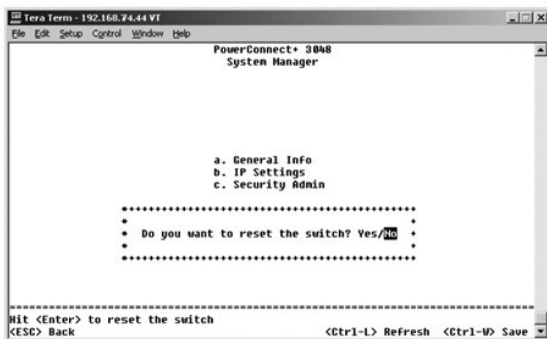 Tera Term - 192.168.74.44 VT
File Edit Setup Control Window Help
PowerConnect+ 3048
System Manager
a. General Info
b. IP Settings
c. Security Admin
++++++++++++++++++++++++++++++++++++++++++++
+ +
+ Do you want to reset the switch? Yes/No +
+ +
++++++++++++++++++++++++++++++++++++++++++++
================================================================================
Hit <Enter> to reset the switch
<ESC> Back <Ctrl-L> Refresh <Ctrl-W> Save